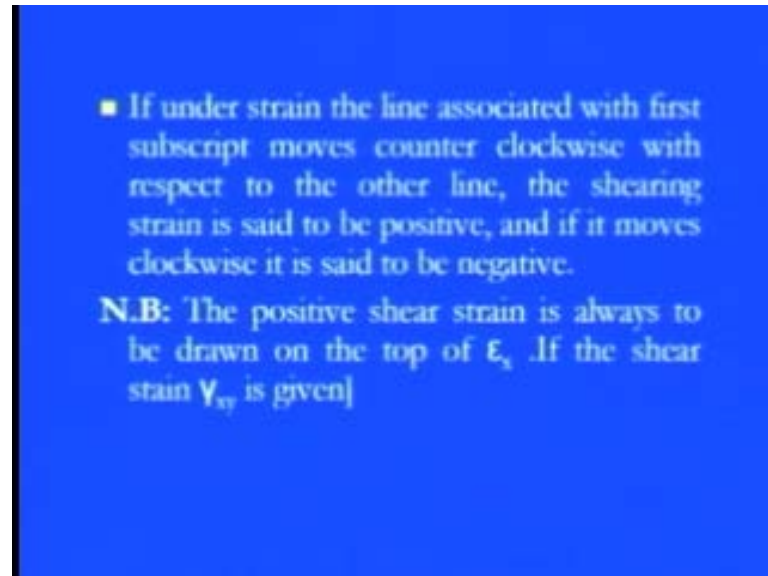 ▪ If under strain the line associated with first
subscript moves counter clockwise with
respect to the other line, the shearing
strain is said to be positive, and if it moves
clockwise it is said to be negative.
N.B: The positive shear strain is always to
be drawn on the top of εₓ .If the shear
stain γxy is given]